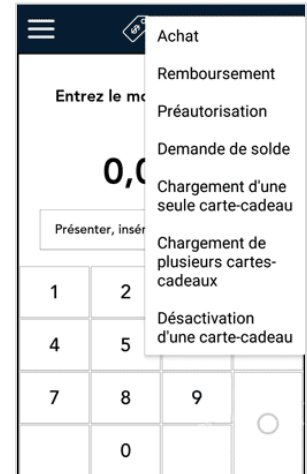 Achat
Remboursement
Entrez le mo
Préautorisation
Demande de solde
0,0
Chargement d'une
seule carte-cadeau
Présenter, insér
Chargement de
plusieurs cartes-
cadeaux
Désactivation
d'une carte-cadeau
1 2
4 5
7 8 9
0